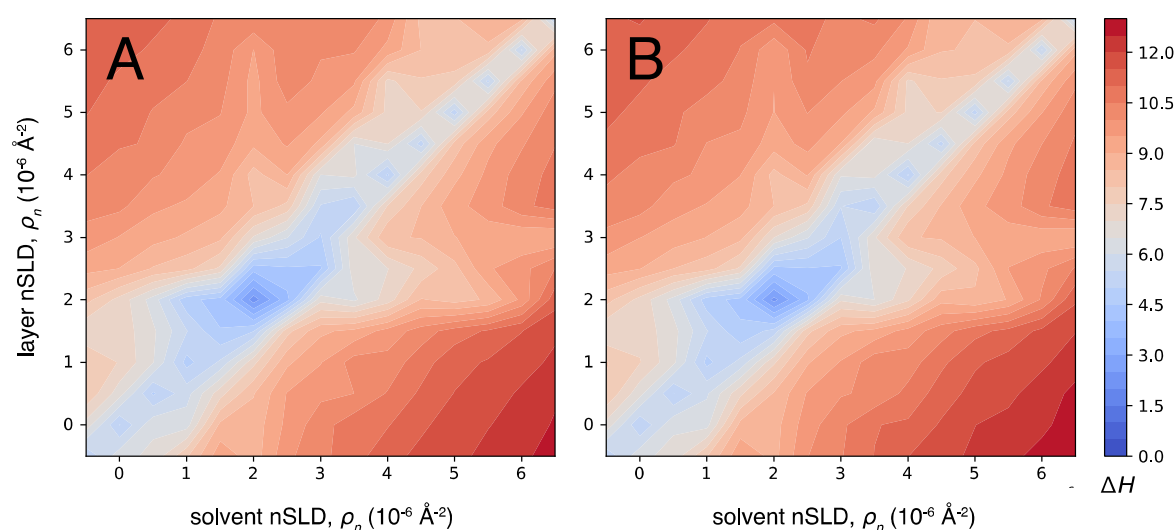 A
B
layer nSLD, ρₙ (10⁻⁶ Å⁻²)
6
5
4
3
2
1
0
0 1 2 3 4 5 6
solvent nSLD, ρₙ (10⁻⁶ Å⁻²)
6
5
4
3
2
1
0
0 1 2 3 4 5 6
solvent nSLD, ρₙ (10⁻⁶ Å⁻²)
12.0
10.5
9.0
7.5
6.0
4.5
3.0
1.5
0.0
ΔH